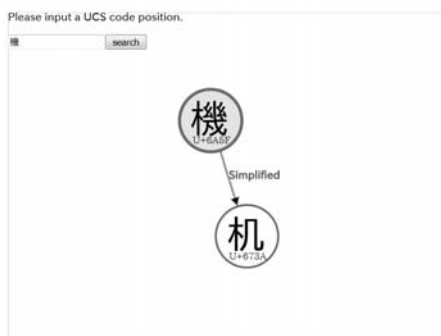 Please input a UCS code position.
機 search
機
U+6A5F
Simplified
机
U+673A